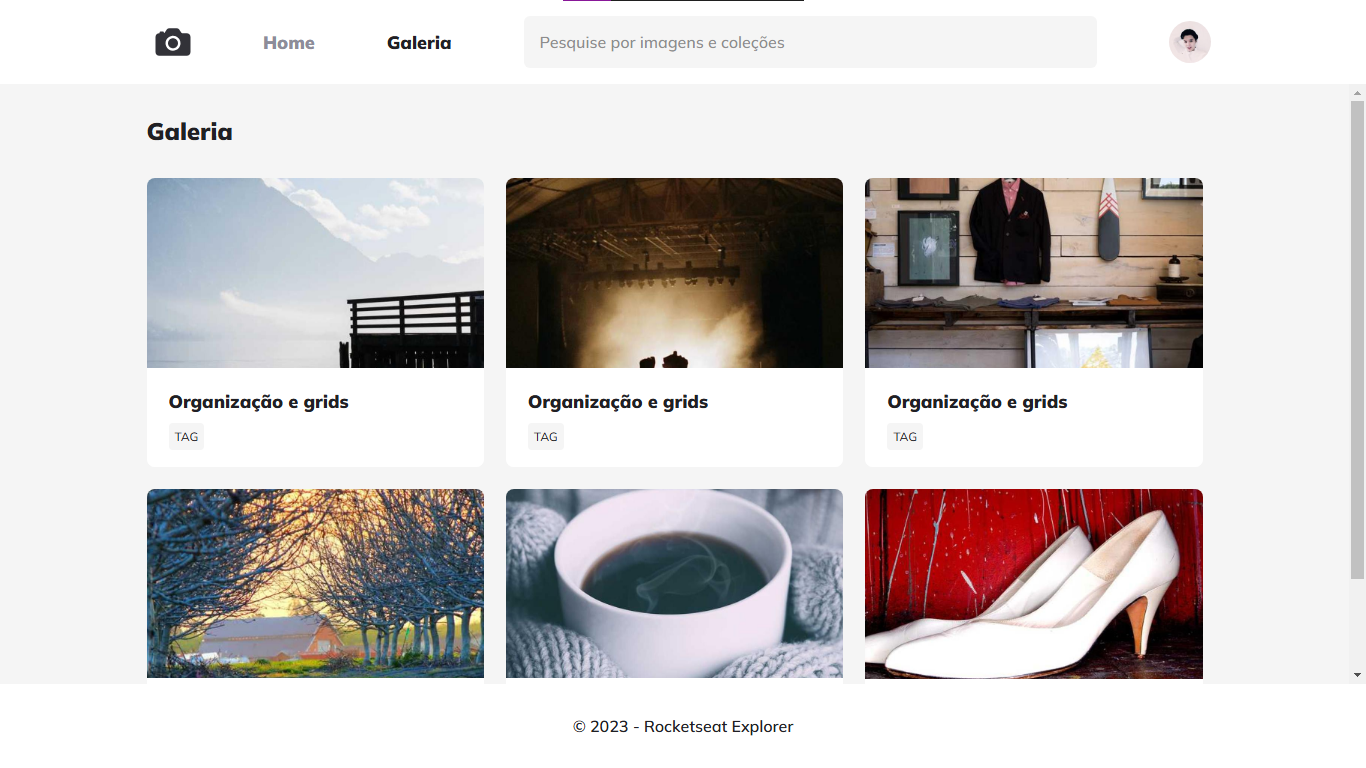 Home
Galeria
Pesquise por imagens e coleções
Galeria
Organização e grids
TAG
Organização e grids
TAG
Organização e grids
TAG
© 2023 - Rocketseat Explorer